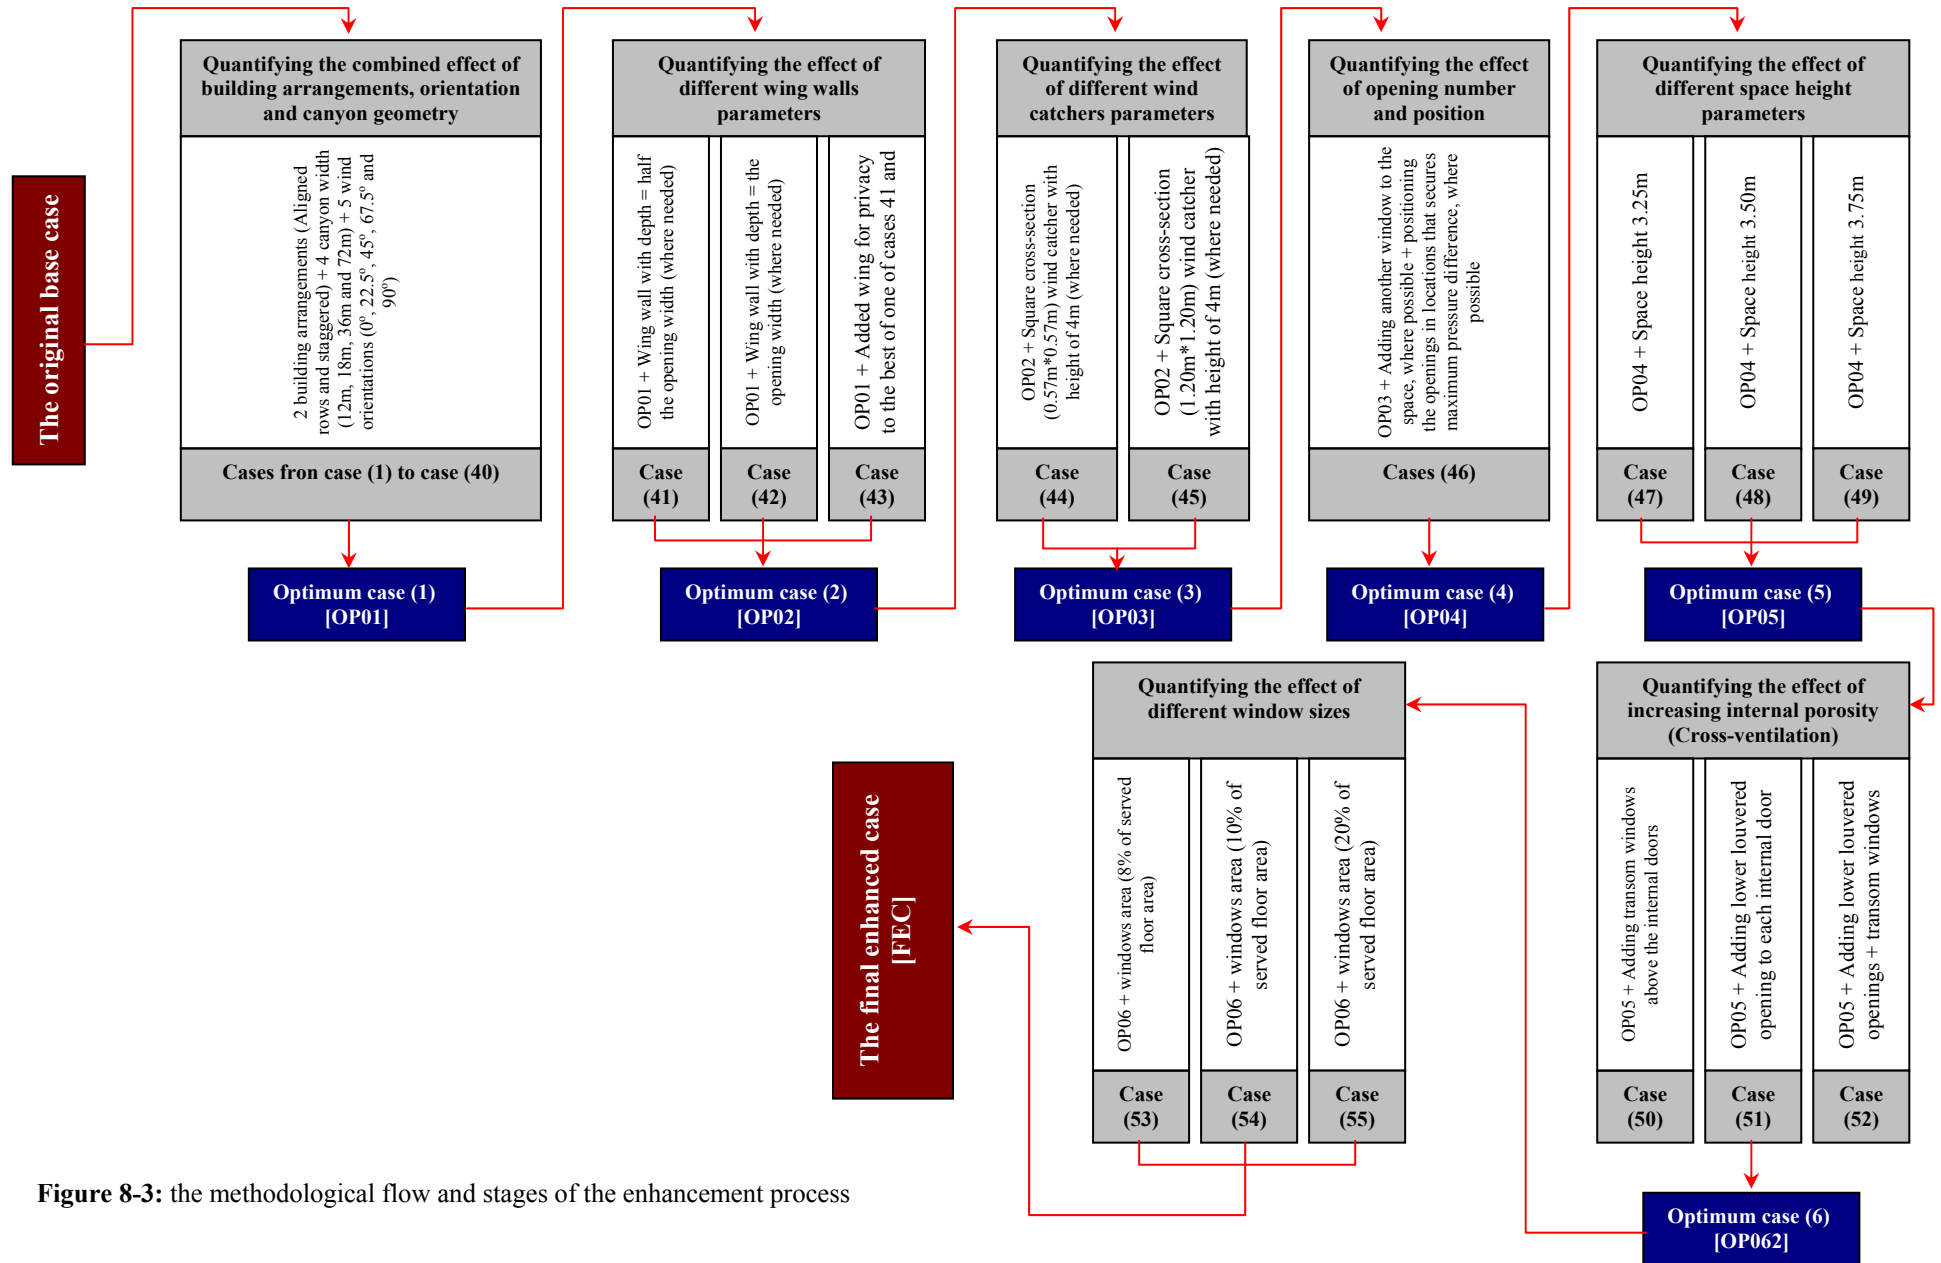 The original base case
Quantifying the combined effect of
building arrangements, orientation
and canyon geometry
2 building arrangements (Aligned
rows and staggered) + 4 canyon width
(12m, 18m, 36m and 72m) + 5 wind
orientations (0º, 22.5º, 45º, 67.5º and
90º)
Cases fron case (1) to case (40)
Optimum case (1)
[OP01]
Quantifying the effect of
different wing walls
parameters
OP01 + Wing wall with depth = half
the opening width (where needed)
OP01 + Wing wall with depth = the
opening width (where needed)
OP01 + Added wing for privacy
to the best of one of cases 41 and
Case
(41)
Case
(42)
Case
(43)
Optimum case (2)
[OP02]
Quantifying the effect
of different wind
catchers parameters
OP02 + Square cross-section
(0.57m*0.57m) wind catcher with
height of 4m (where needed)
OP02 + Square cross-section
(1.20m*1.20m) wind catcher
with height of 4m (where needed)
Case
(44)
Case
(45)
Optimum case (3)
[OP03]
Quantifying the effect
of opening number
and position
OP03 + Adding another window to the
space, where possible + positioning
the openings in locations that secures
maximum pressure difference, where
possible
Cases (46)
Optimum case (4)
[OP04]
Quantifying the effect of
different space height
parameters
OP04 + Space height 3.25m
OP04 + Space height 3.50m
OP04 + Space height 3.75m
Case
(47)
Case
(48)
Case
(49)
Optimum case (5)
[OP05]
Quantifying the effect of
increasing internal porosity
(Cross-ventilation)
OP05 + Adding transom windows
above the internal doors
OP05 + Adding lower louvered
opening to each internal door
OP05 + Adding lower louvered
openings + transom windows
Case
(50)
Case
(51)
Case
(52)
Optimum case (6)
[OP062]
Quantifying the effect of
different window sizes
OP06 + windows area (8% of served
floor area)
OP06 + windows area (10% of
served floor area)
OP06 + windows area (20% of
served floor area)
Case
(53)
Case
(54)
Case
(55)
The final enhanced case
[FEC]
Figure 8-3: the methodological flow and stages of the enhancement process